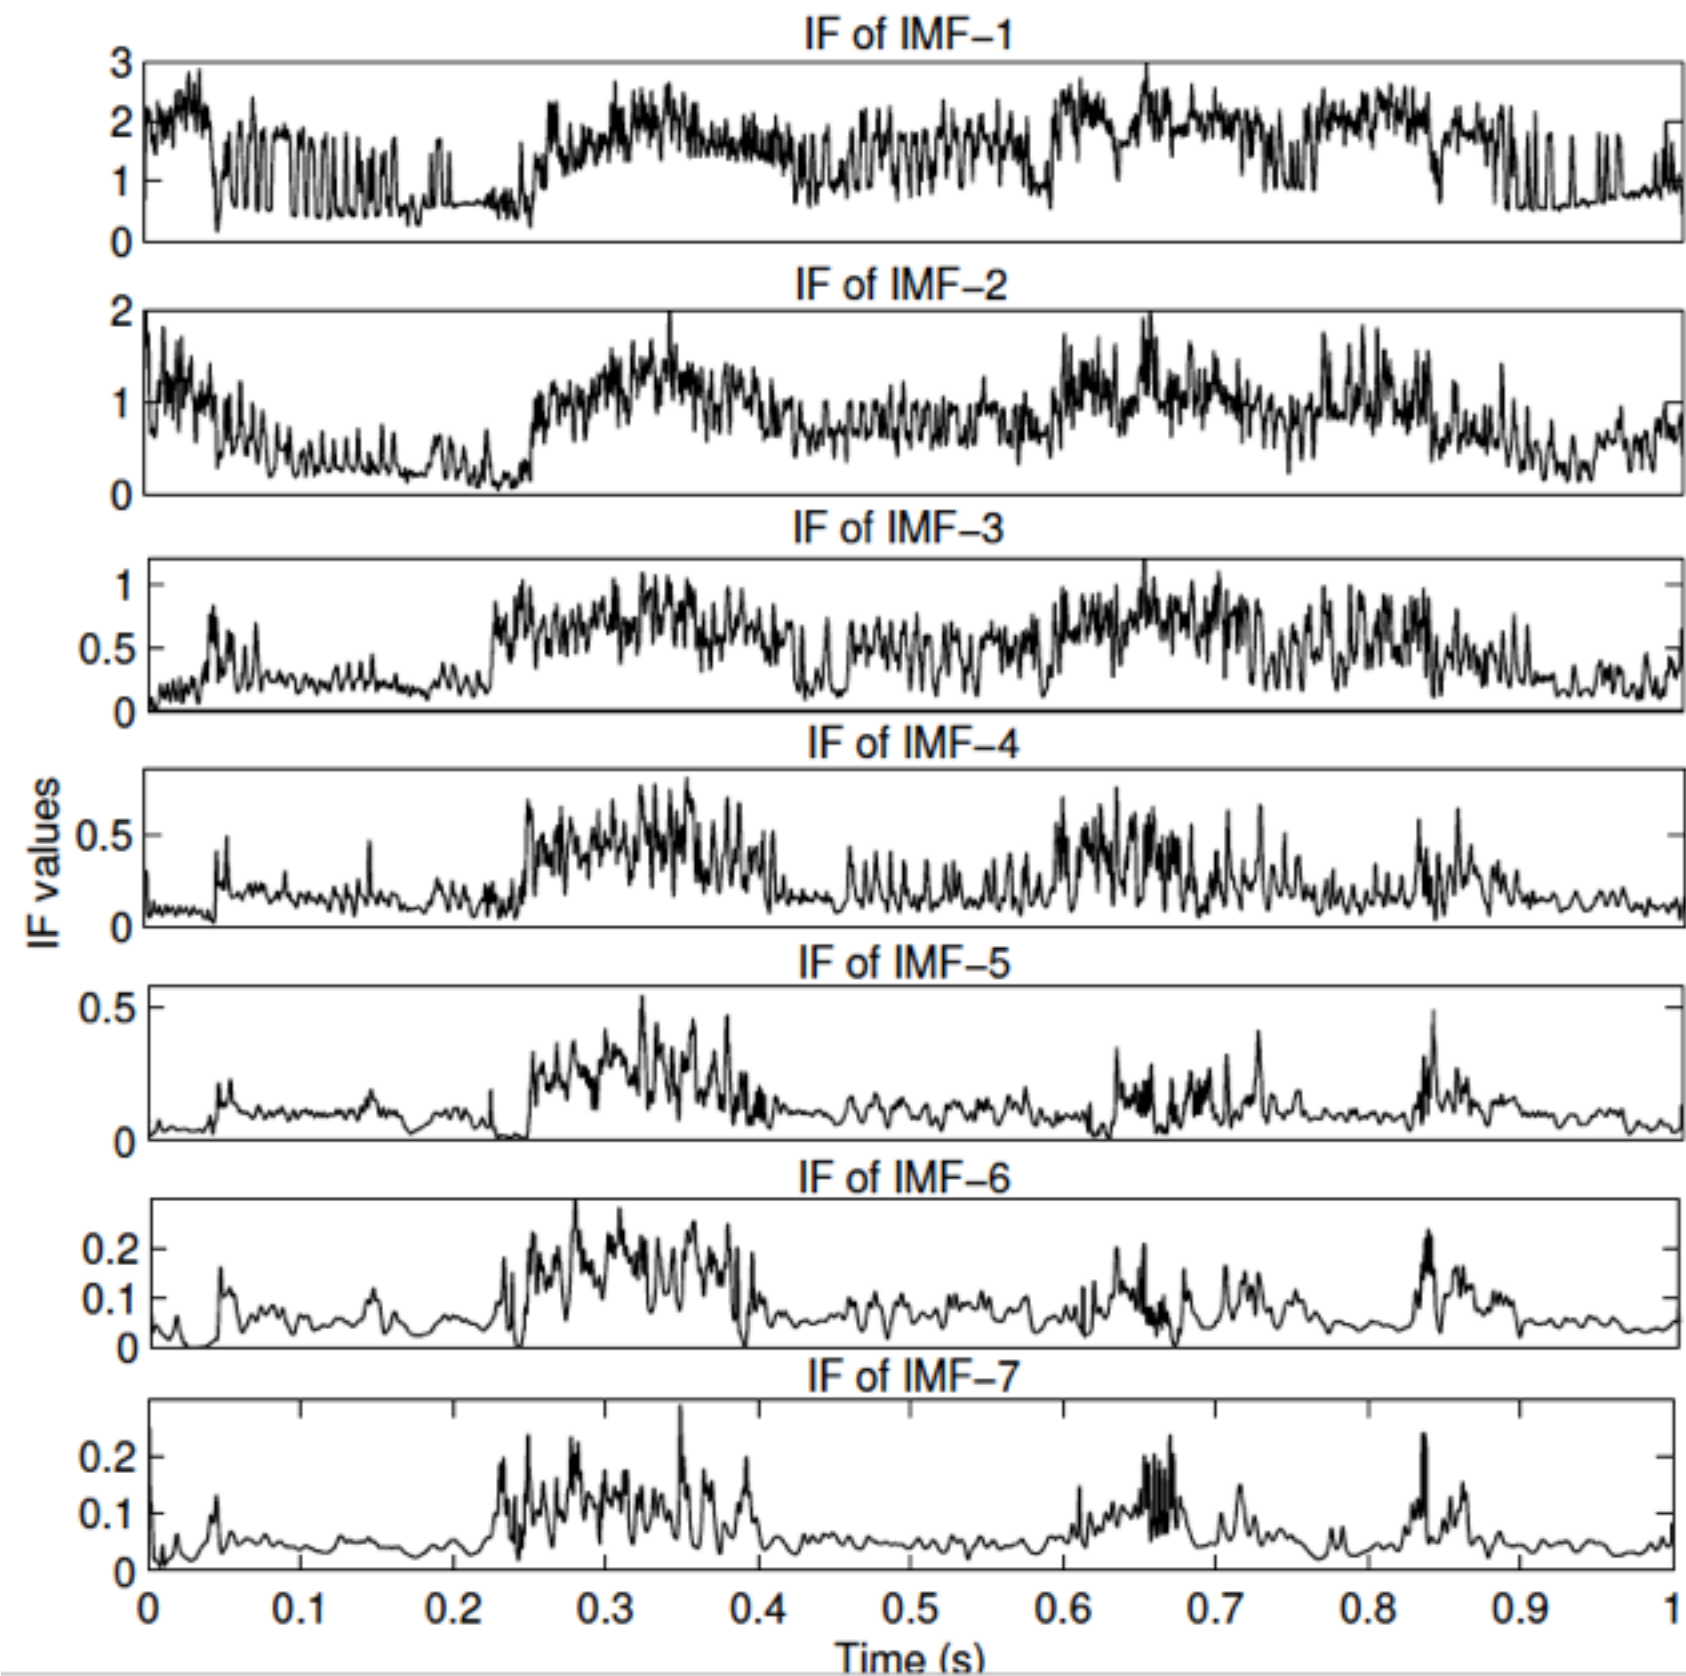 IF of IMF−1
3
2
1
0
IF of IMF−2
2
1
0
IF of IMF−3
1
0.5
0
IF of IMF−4
0.5
0
IF values
IF of IMF−5
0.5
0
IF of IMF−6
0.2
0.1
0
IF of IMF−7
0.2
0.1
0
0 0.1 0.2 0.3 0.4 0.5 0.6 0.7 0.8 0.9 1
Time (s)